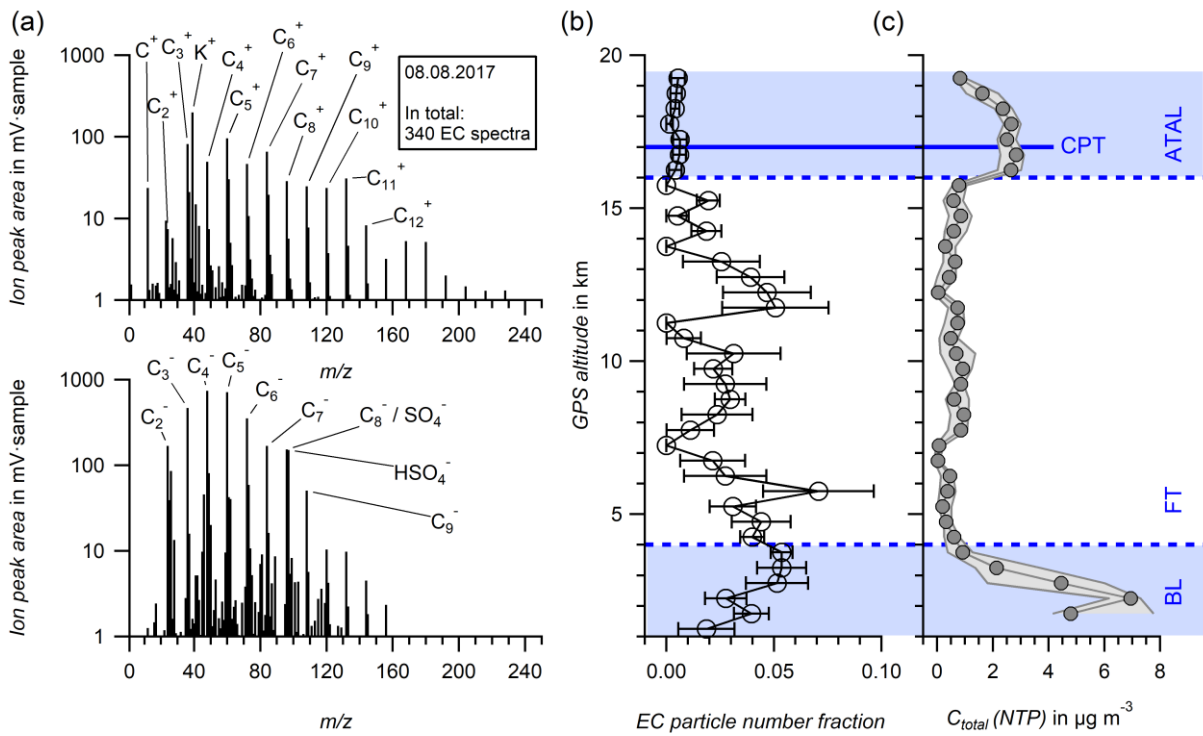 (a)
(b)
(c)
Ion peak area in mV·sample
1000
100
10
1
C⁺
C₂⁺
C₃⁺
K⁺
C₄⁺
C₅⁺
C₆⁺
C₇⁺
C₈⁺
C₉⁺
C₁₀⁺
C₁₁⁺
C₁₂⁺
08.08.2017
In total:
340 EC spectra
0 40 80 120 160 200 240
m/z
Ion peak area in mV·sample
1000
100
10
1
C₂⁻
C₃⁻
C₄⁻
C₅⁻
C₆⁻
C₇⁻
C₈⁻ / SO₄⁻
HSO₄⁻
C₉⁻
0 40 80 120 160 200 240
m/z
GPS altitude in km
20
15
10
5
0.00 0.05 0.10
EC particle number fraction
CPT
ATAL
FT
BL
0 2 4 6 8
C_total (NTP) in µg m⁻³